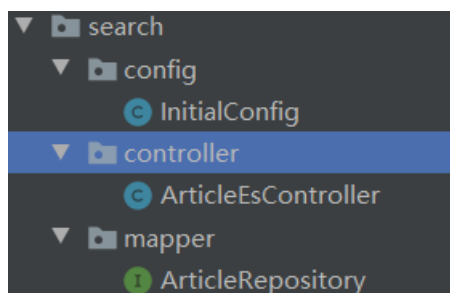 search
config
InitialConfig
controller
ArticleEsController
mapper
ArticleRepository